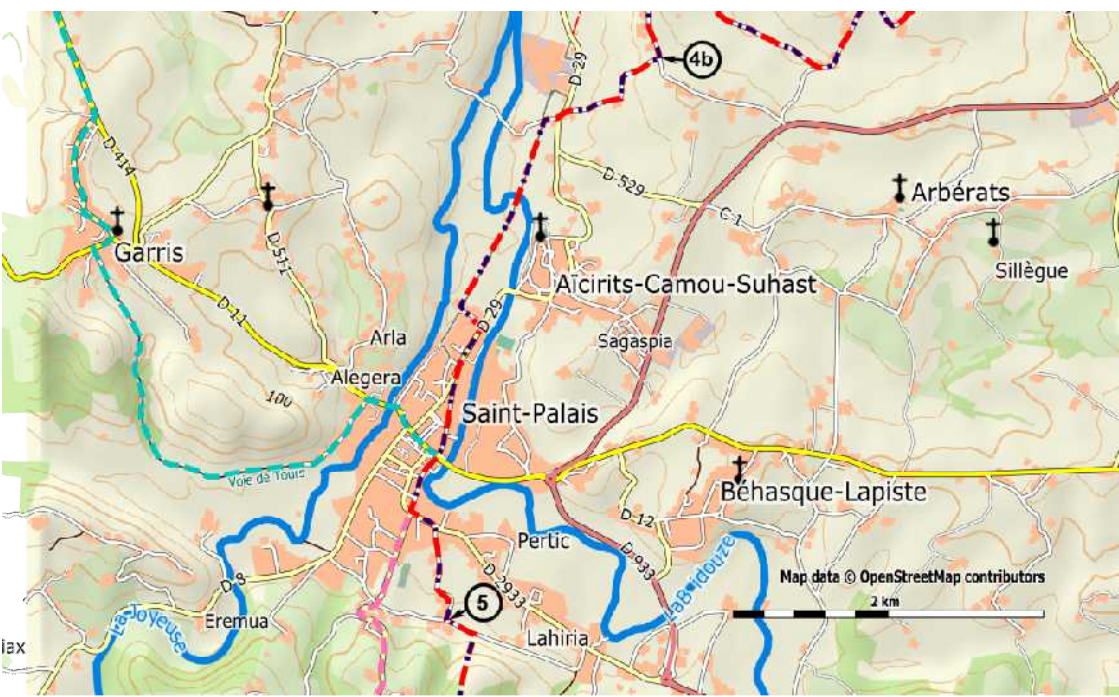 4b
D 29
D 414
D 529
C 1
Arbérats
Garris
D 511
Sillègue
Aïcirits-Camou-Suhast
D 11
D 29
Arla
Sagaspia
Alegera
100
Saint-Palais
Voie de Tours
Béhasque-Lapiste
D 12
Pertic
D 933
La Bidouze
Map data © OpenStreetMap contributors
2 km
D 8
D 2933
5
La Joyeuse
Eremua
Lahiria
iax